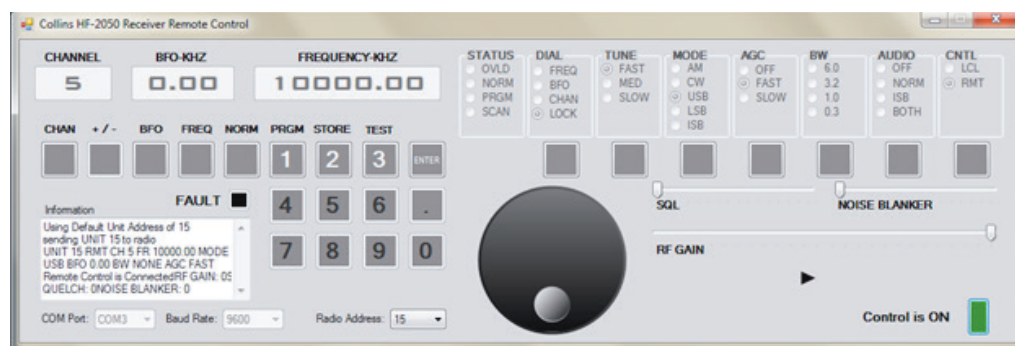 Collins HF-2050 Receiver Remote Control
CHANNEL BFO-KHZ FREQUENCY-KHZ
5 0.00 10000.00
STATUS DIAL TUNE MODE AGC BW AUDIO CNTL
OVLD FREQ FAST AM OFF 6.0 OFF LCL
NORM BFO MED CW FAST 3.2 NORM RMT
PRGM CHAN SLOW USB SLOW 1.0 ISB
SCAN LOCK LSB 0.3 BOTH
ISB
CHAN +/- BFO FREQ NORM PRGM STORE TEST
1 2 3 ENTER
FAULT 4 5 6 .
7 8 9 0
Information
Using Default Unit Address of 15
sending UNIT 15 to radio
UNIT 15 RMT CH 5 FR 10000.00 MODE
USB BFO 0.00 BW NONE AGC FAST
Remote Control is ConnectedRF GAIN: 0S
QUELCH: 0NOISE BLANKER: 0
SQL NOISE BLANKER
RF GAIN
COM Port: COM3 Baud Rate: 9600 Radio Address: 15
Control is ON